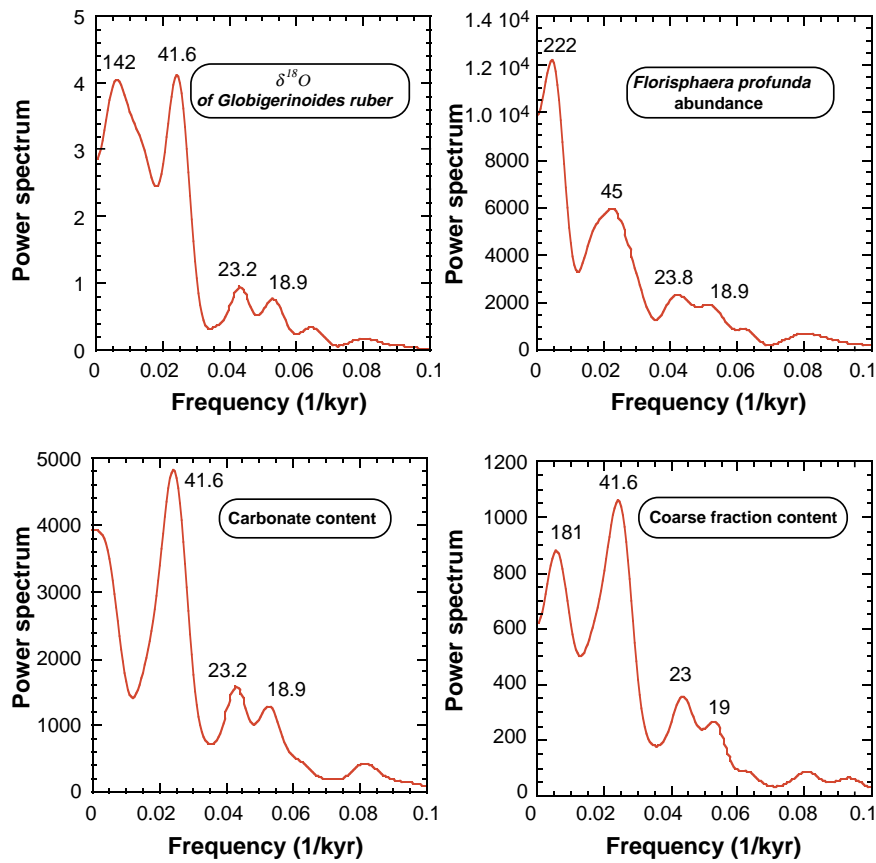 5
4
3
2
1
0
Power spectrum
142
41.6
δ¹⁸O
of Globigerinoides ruber
23.2
18.9
0 0.02 0.04 0.06 0.08 0.1
Frequency (1/kyr)
1.4 10⁴
1.2 10⁴
1.0 10⁴
8000
6000
4000
2000
0
Power spectrum
222
Florisphaera profunda
abundance
45
23.8
18.9
0 0.02 0.04 0.06 0.08 0.1
Frequency (1/kyr)
5000
4000
3000
2000
1000
0
Power spectrum
41.6
Carbonate content
23.2
18.9
0 0.02 0.04 0.06 0.08 0.1
Frequency (1/kyr)
1200
1000
800
600
400
200
0
Power spectrum
41.6
181
Coarse fraction content
23
19
0 0.02 0.04 0.06 0.08 0.1
Frequency (1/kyr)